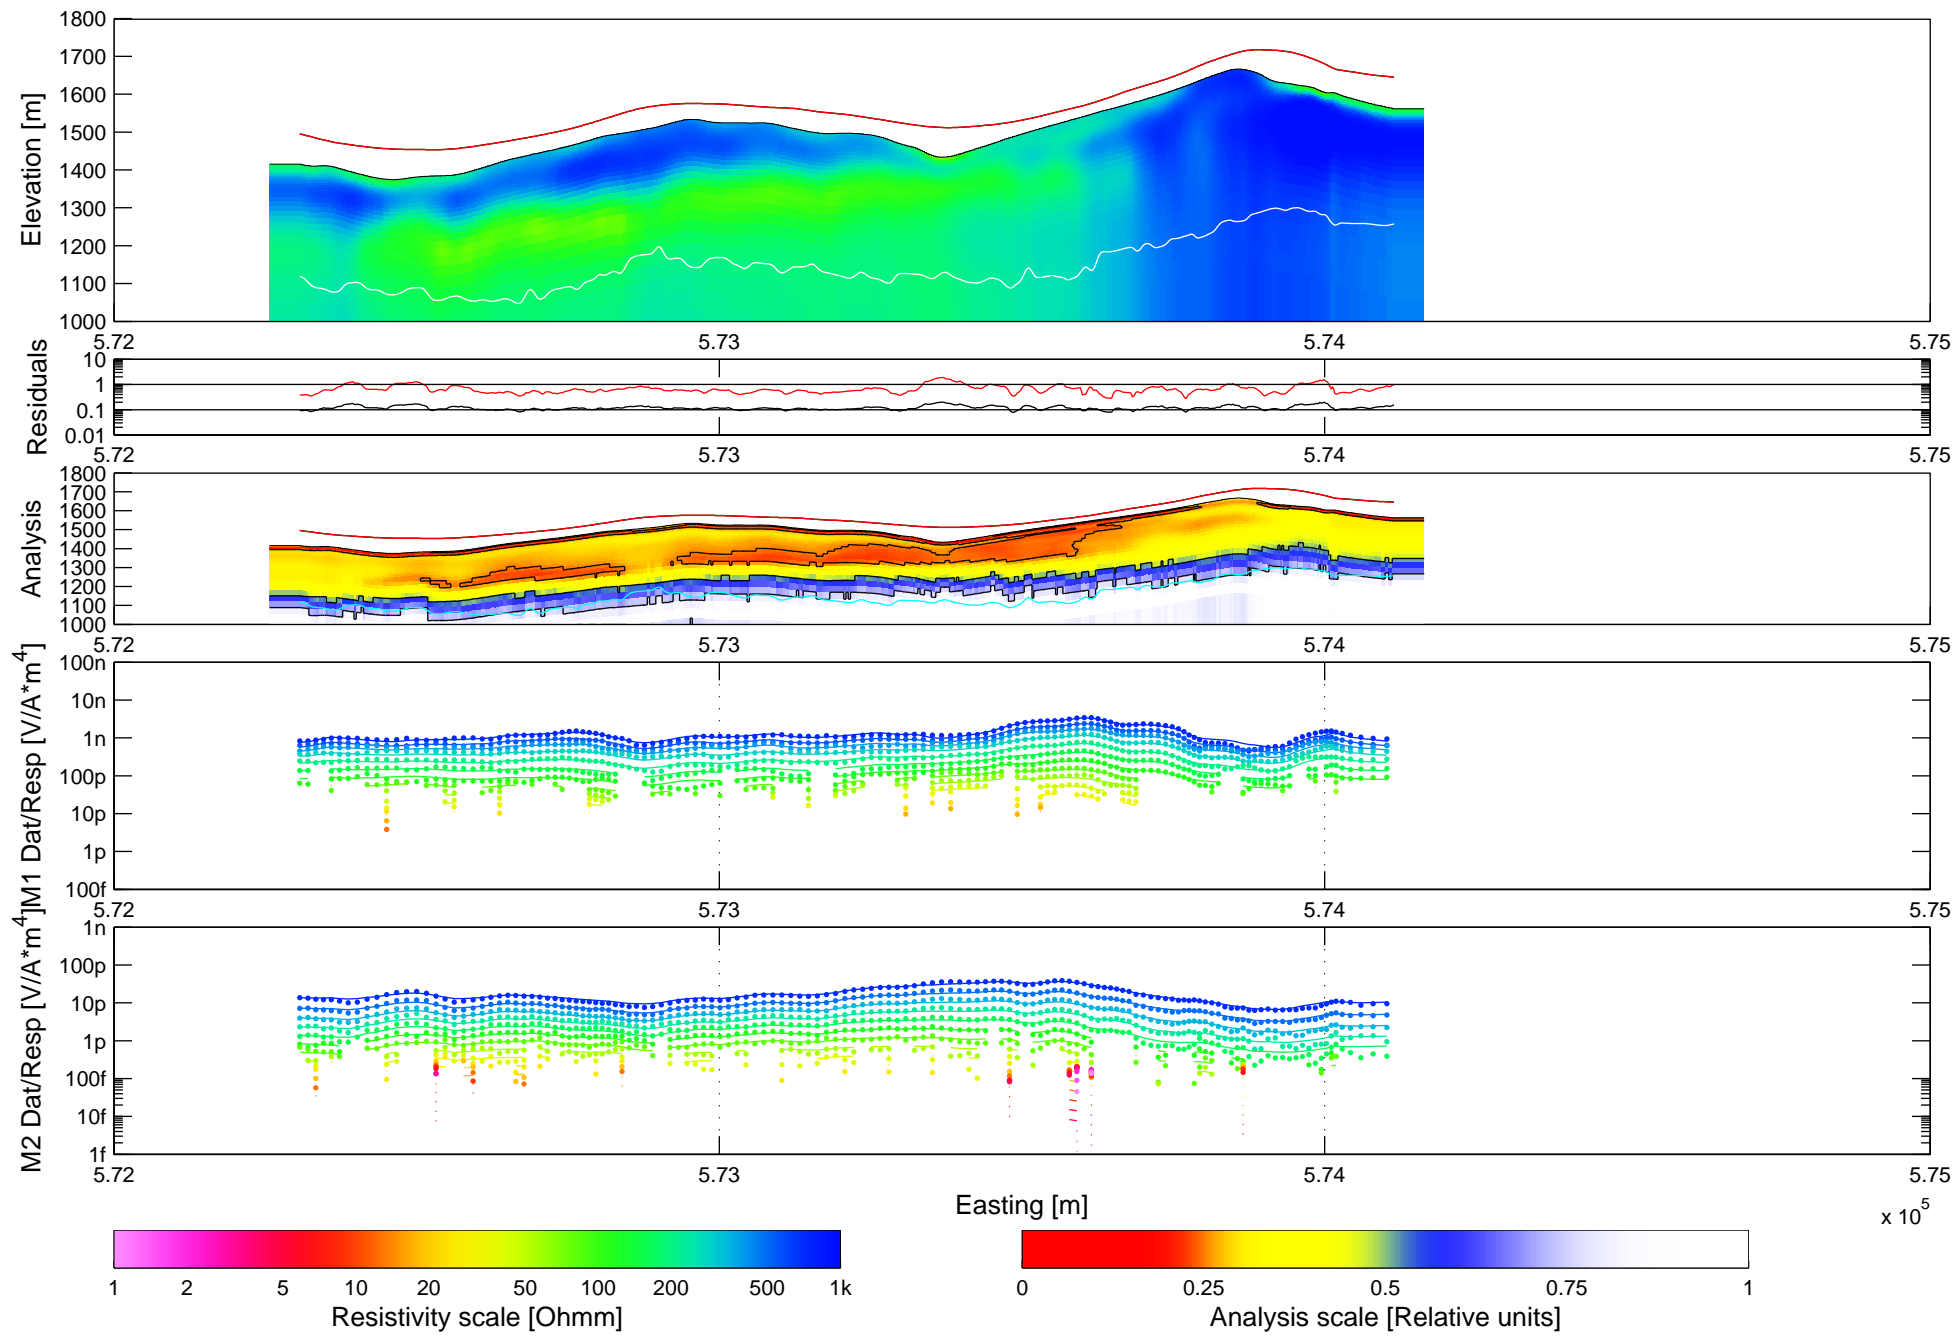 1800
1700
1600
1500
1400
1300
1200
1100
1000
Elevation [m]
5.72 5.73 5.74 5.75
10
1
0.1
0.01
Residuals
5.72 5.73 5.74 5.75
1800
1700
1600
1500
1400
1300
1200
1100
1000
Analysis
5.72 5.73 5.74 5.75
100n
10n
1n
100p
10p
1p
100f
M1 Dat/Resp [V/A*m^4]
5.72 5.73 5.74 5.75
1n
100p
10p
1p
100f
10f
1f
M2 Dat/Resp [V/A*m^4]
5.72 5.73 5.74 5.75
Easting [m]
x 10^5
1 2 5 10 20 50 100 200 500 1k
Resistivity scale [Ohmm]
0 0.25 0.5 0.75 1
Analysis scale [Relative units]